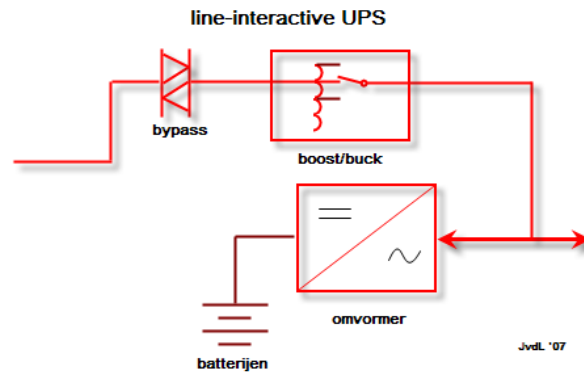 line-interactive UPS
bypass
boost/buck
omvormer
batterijen
JvdL '07